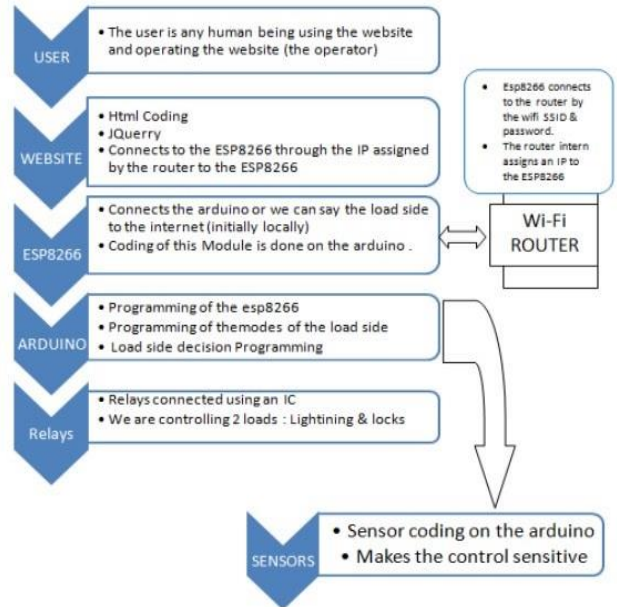 • The user is any human being using the website
and operating the website (the operator)
USER
• Html Coding
• JQuerry
• Connects to the ESP8266 through the IP assigned
by the router to the ESP8266
WEBSITE
• Esp8266 connects
to the router by
the wifi SSID &
password.
• The router intern
assigns an IP to
the ESP8266
Wi-Fi
ROUTER
• Connects the arduino or we can say the load side
to the internet (initially locally)
• Coding of this Module is done on the arduino .
ESP8266
• Programming of the esp8266
• Programming of themodes of the load side
• Load side decision Programming
ARDUINO
• Relays connected using an IC
• We are controlling 2 loads : Lightining & locks
Relays
• Sensor coding on the arduino
• Makes the control sensitive
SENSORS